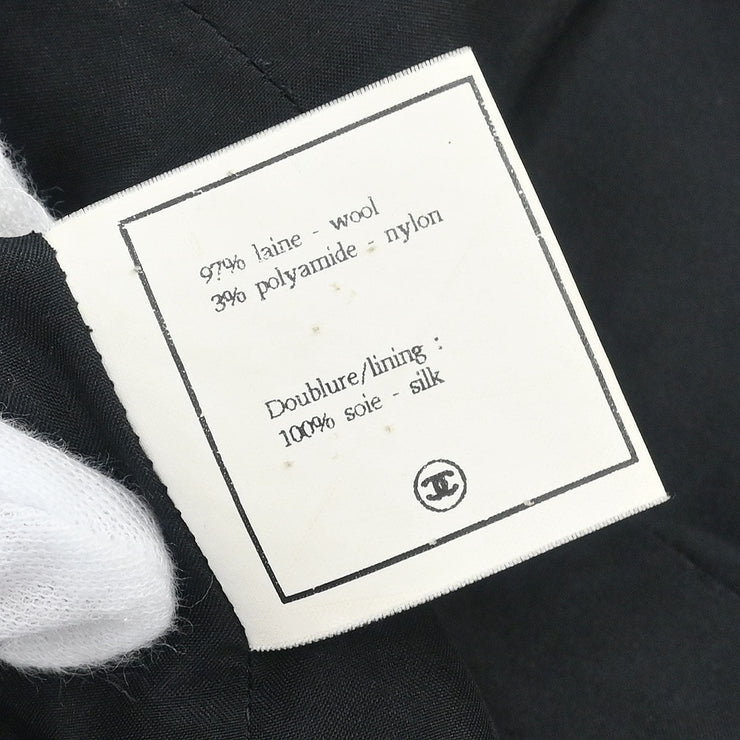 97% laine - wool
3% polyamide - nylon
Doublure/lining :
100% soie - silk